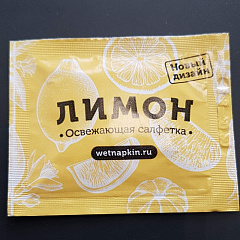 Новый
дизайн
ЛИМОН
• Освежающая салфетка •
wetnapkin.ru